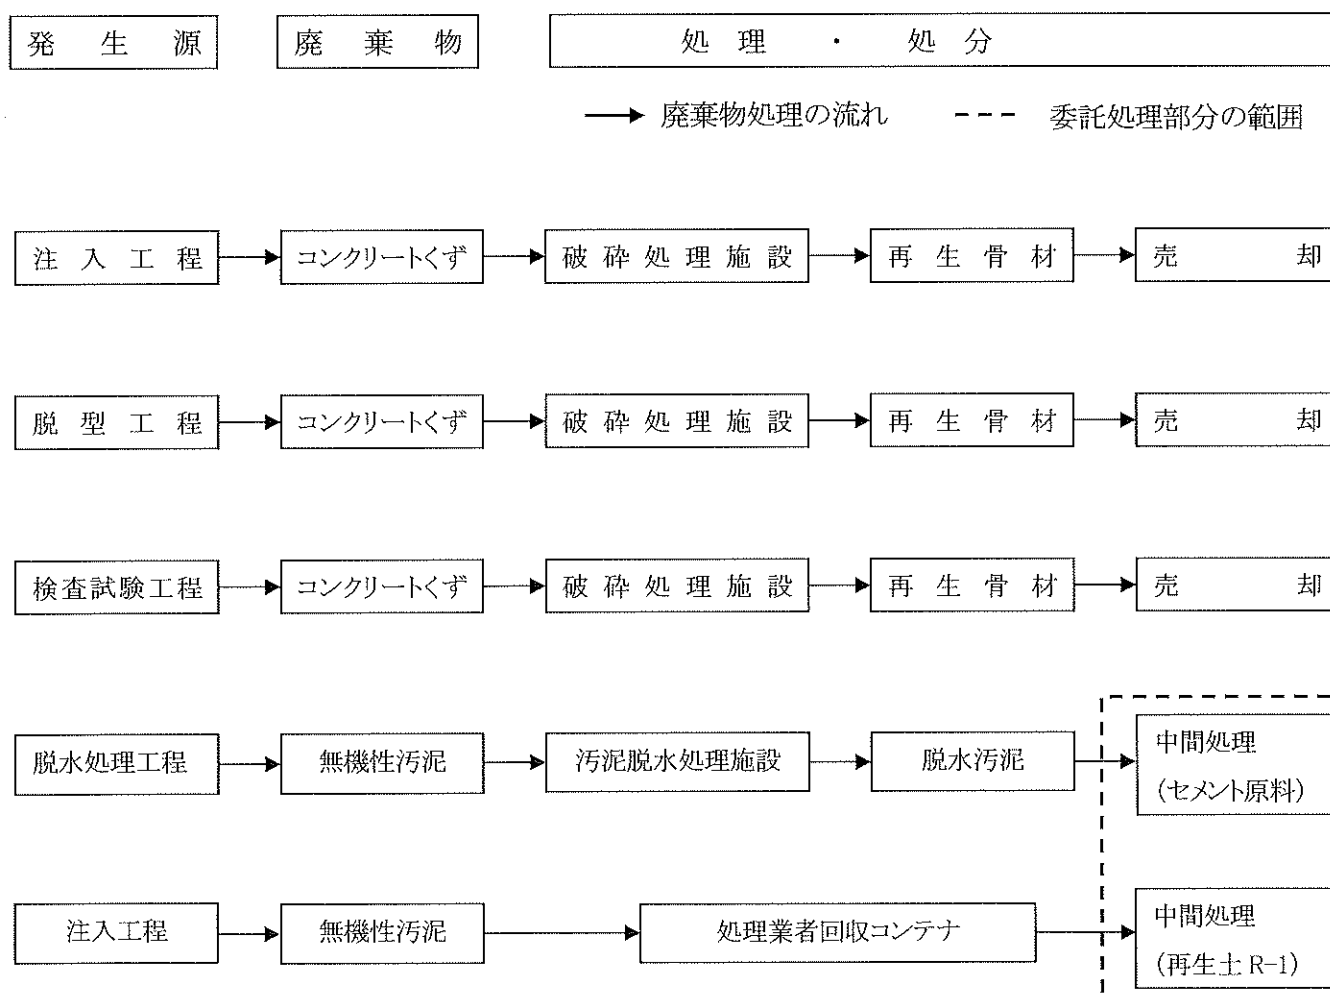 発生源 廃棄物 処理・処分
廃棄物処理の流れ 委託処理部分の範囲
注入工程 コンクリートくず 破砕処理施設 再生骨材 売却
脱型工程 コンクリートくず 破砕処理施設 再生骨材 売却
検査試験工程 コンクリートくず 破砕処理施設 再生骨材 売却
脱水処理工程 無機性汚泥 汚泥脱水処理施設 脱水汚泥 中間処理
(セメント原料)
注入工程 無機性汚泥 処理業者回収コンテナ 中間処理
(再生土 R-1)